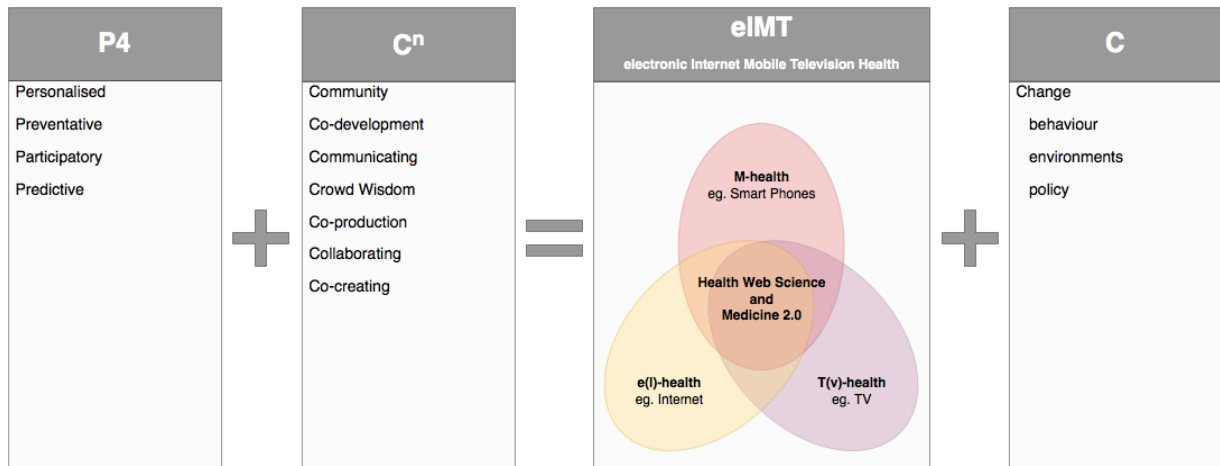 P4
Personalised
Preventative
Participatory
Predictive
Cⁿ
Community
Co-development
Communicating
Crowd Wisdom
Co-production
Collaborating
Co-creating
eIMT
electronic Internet Mobile Television Health
M-health
eg. Smart Phones
Health Web Science
and
Medicine 2.0
e(I)-health
eg. Internet
T(v)-health
eg. TV
C
Change
behaviour
environments
policy